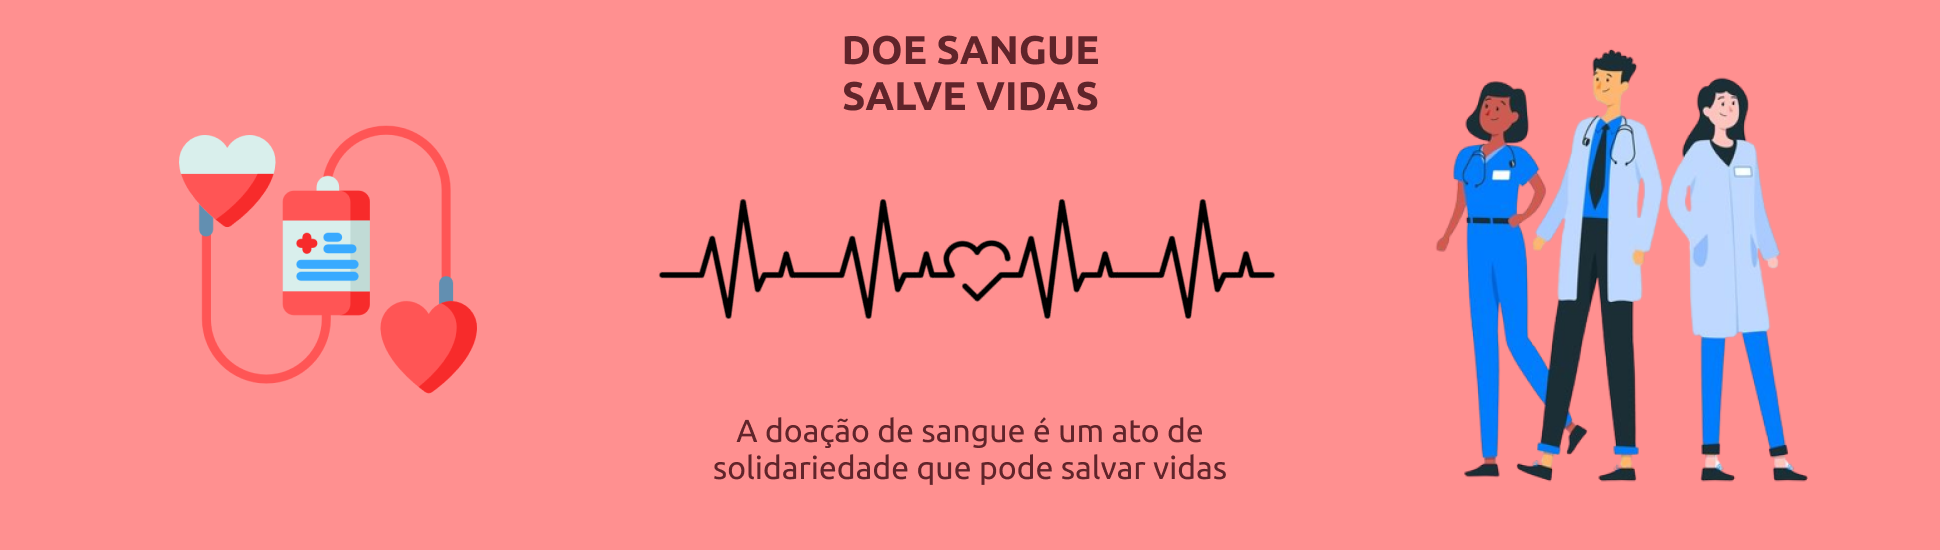 DOE SANGUE
SALVE VIDAS
A doação de sangue é um ato de
solidariedade que pode salvar vidas